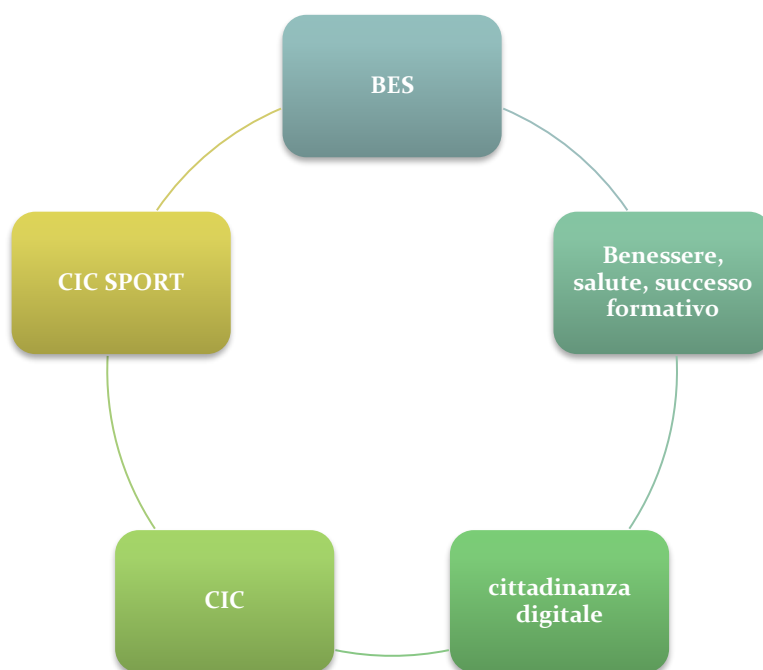 BES
CIC SPORT
Benessere,
salute, successo
formativo
CIC
cittadinanza
digitale